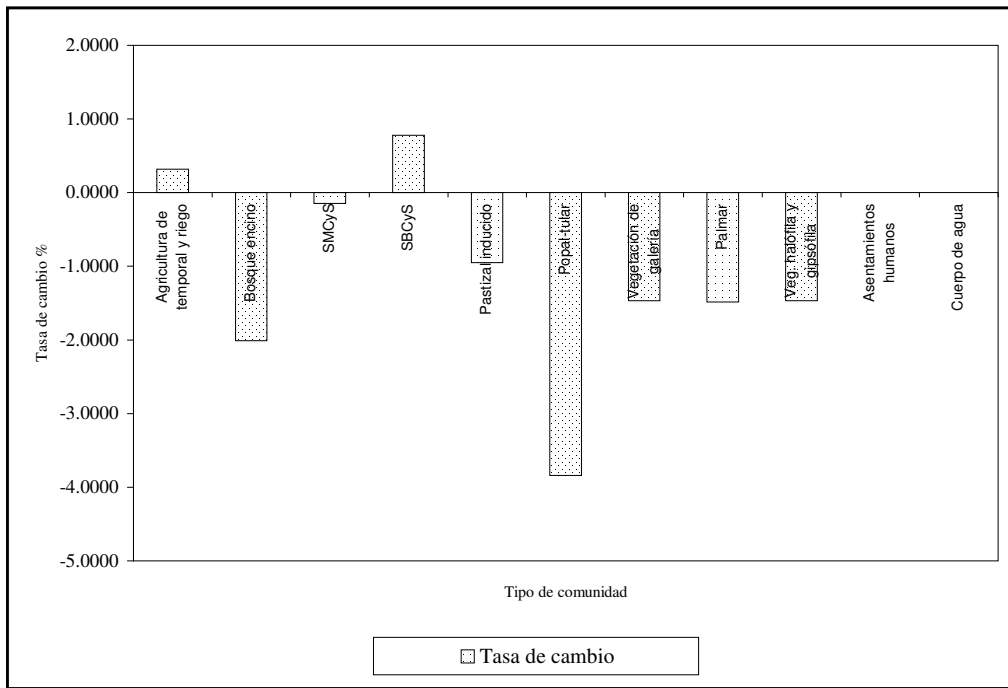 2.0000
1.0000
0.0000
-1.0000
-2.0000
-3.0000
-4.0000
-5.0000
Tasa de cambio %
Agricultura de
temporal y riego
Bosque encino
SMCyS
SBCyS
Pastizal inducido
Popal-tular
Vegetación de
galería
Palmar
Veg. halófila y
gipsófila
Asentamientos
humanos
Cuerpo de agua
Tipo de comunidad
Tasa de cambio